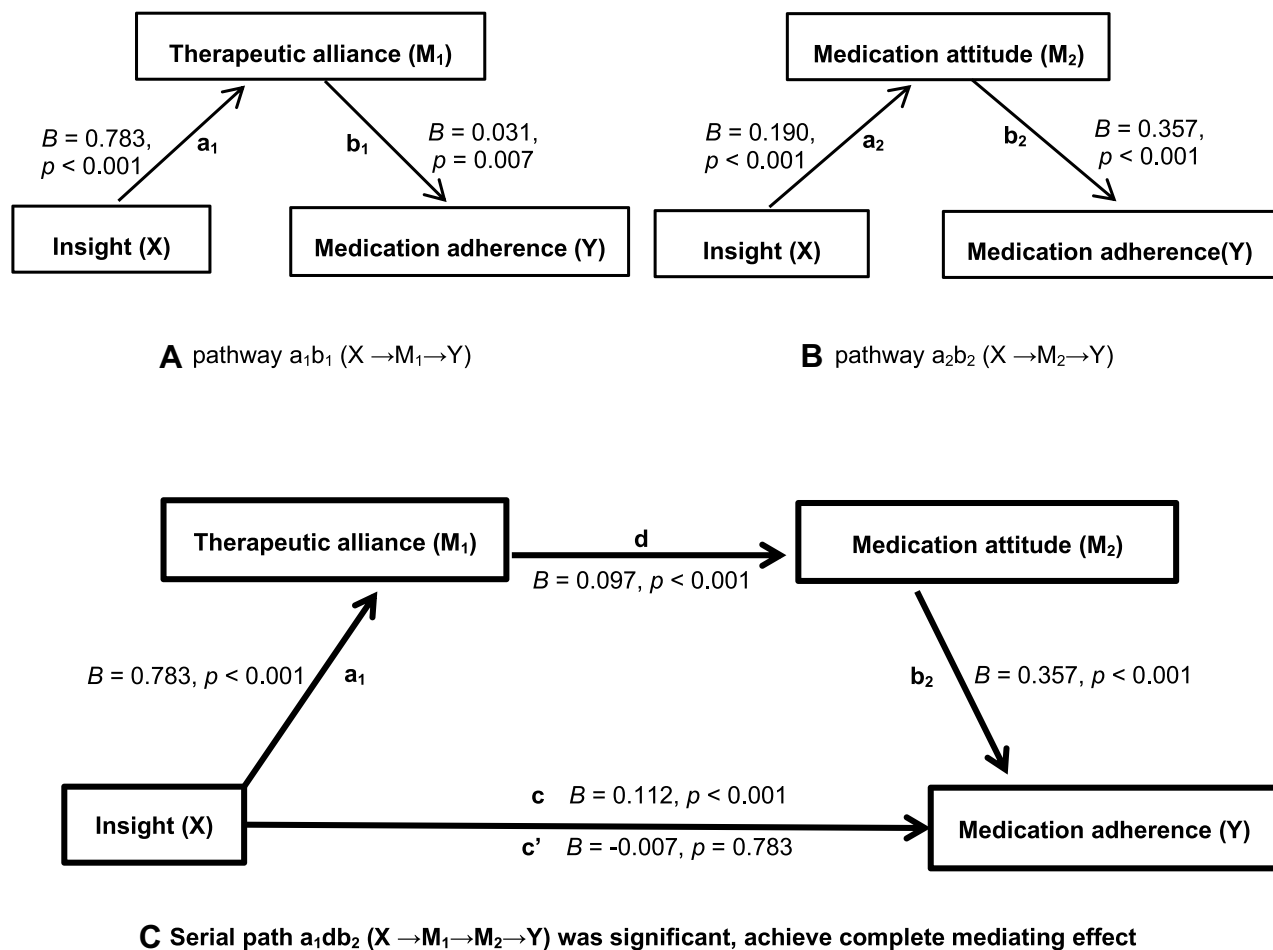 Therapeutic alliance (M₁)
B = 0.783,
p < 0.001
a₁
b₁
B = 0.031,
p = 0.007
Insight (X)
Medication adherence (Y)
A pathway a₁b₁ (X →M₁→Y)
Medication attitude (M₂)
B = 0.190,
p < 0.001
a₂
b₂
B = 0.357,
p < 0.001
Insight (X)
Medication adherence(Y)
B pathway a₂b₂ (X →M₂→Y)
Therapeutic alliance (M₁)
d
B = 0.097, p < 0.001
Medication attitude (M₂)
B = 0.783, p < 0.001
a₁
b₂
B = 0.357, p < 0.001
Insight (X)
c B = 0.112, p < 0.001
c’ B = -0.007, p = 0.783
Medication adherence (Y)
C Serial path a₁db₂ (X →M₁→M₂→Y) was significant, achieve complete mediating effect